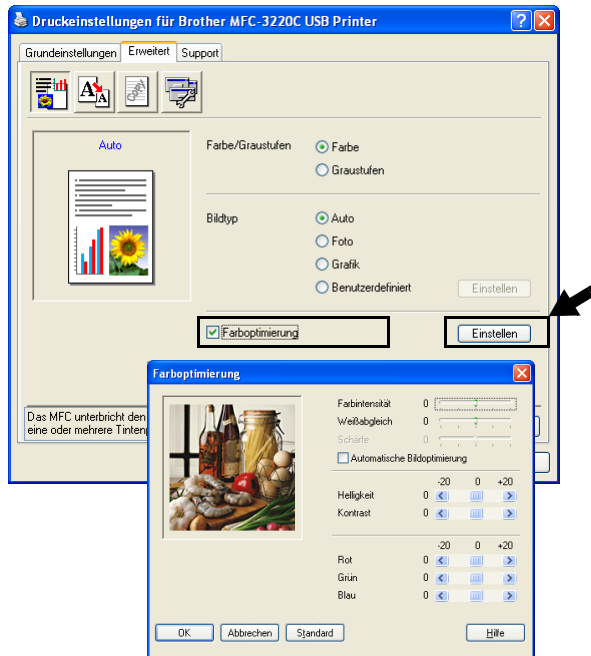 Druckeinstellungen für Brother MFC-3220C USB Printer
Grundeinstellungen Erweitert Support
Auto
Farbe/Graustufen
Farbe
Graustufen
Bildtyp
Auto
Foto
Grafik
Benutzerdefiniert Einstellen
Farboptimierung Einstellen
Das MFC unterbricht den
eine oder mehrere
Farboptimierung
Farbintensität 0
Weißabgleich 0
Schärfe 0
Automatische Bildoptimierung
-20 0 +20
Helligkeit 0
Kontrast 0
-20 0 +20
Rot 0
Grün 0
Blau 0
OK Abbrechen Standard Hilfe